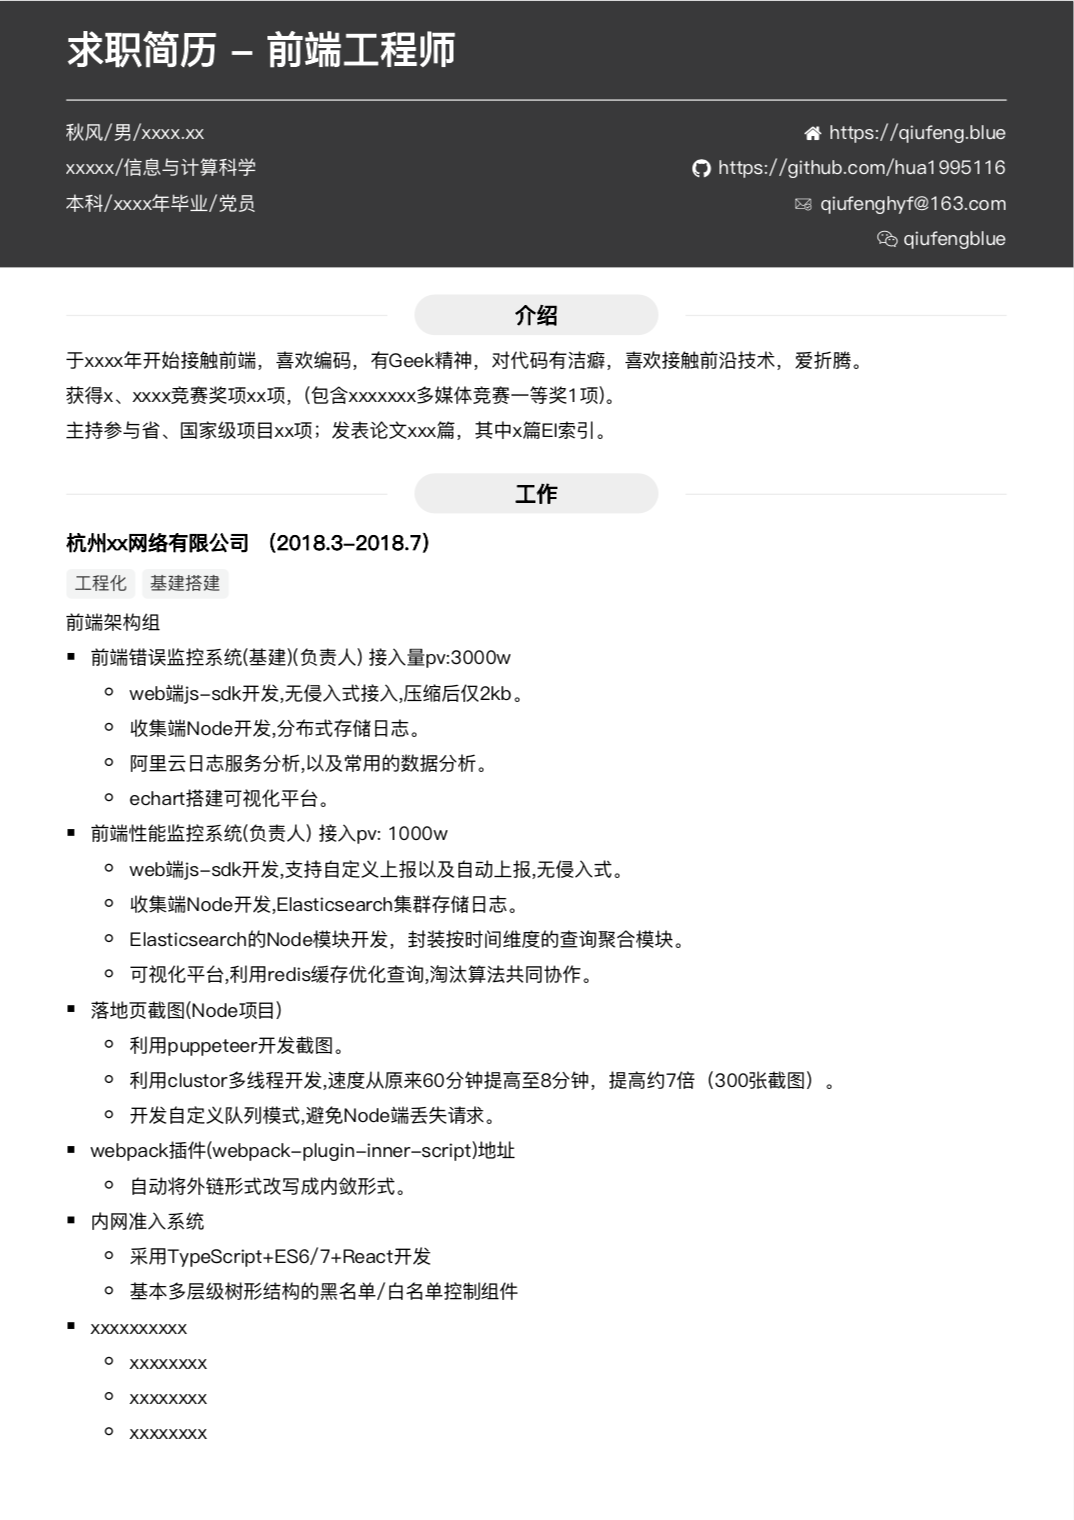 求职简历 - 前端工程师
秋风/男/xxxx.xx
https://qiufeng.blue
xxxxx/信息与计算科学
https://github.com/hua1995116
本科/xxxx年毕业/党员
qiufenghyf@163.com
qiufengblue
介绍
于xxxx年开始接触前端，喜欢编码，有Geek精神，对代码有洁癖，喜欢接触前沿技术，爱折腾。
获得x、xxxx竞赛奖项xx项，(包含xxxxxxx多媒体竞赛一等奖1项)。
主持参与省、国家级项目xx项；发表论文xxx篇，其中x篇EI索引。
工作
杭州xx网络有限公司 （2018.3-2018.7）
工程化 基建搭建
前端架构组
▪ 前端错误监控系统(基建)(负责人) 接入量pv:3000w
◦ web端js-sdk开发,无侵入式接入,压缩后仅2kb。
◦ 收集端Node开发,分布式存储日志。
◦ 阿里云日志服务分析,以及常用的数据分析。
◦ echart搭建可视化平台。
▪ 前端性能监控系统(负责人) 接入pv: 1000w
◦ web端js-sdk开发,支持自定义上报以及自动上报,无侵入式。
◦ 收集端Node开发,Elasticsearch集群存储日志。
◦ Elasticsearch的Node模块开发，封装按时间维度的查询聚合模块。
◦ 可视化平台,利用redis缓存优化查询,淘汰算法共同协作。
▪ 落地页截图(Node项目)
◦ 利用puppeteer开发截图。
◦ 利用clustor多线程开发,速度从原来60分钟提高至8分钟，提高约7倍（300张截图）。
◦ 开发自定义队列模式,避免Node端丢失请求。
▪ webpack插件(webpack-plugin-inner-script)地址
◦ 自动将外链形式改写成内敛形式。
▪ 内网准入系统
◦ 采用TypeScript+ES6/7+React开发
◦ 基本多层级树形结构的黑名单/白名单控制组件
▪ xxxxxxxxxx
◦ xxxxxxxx
◦ xxxxxxxx
◦ xxxxxxxx